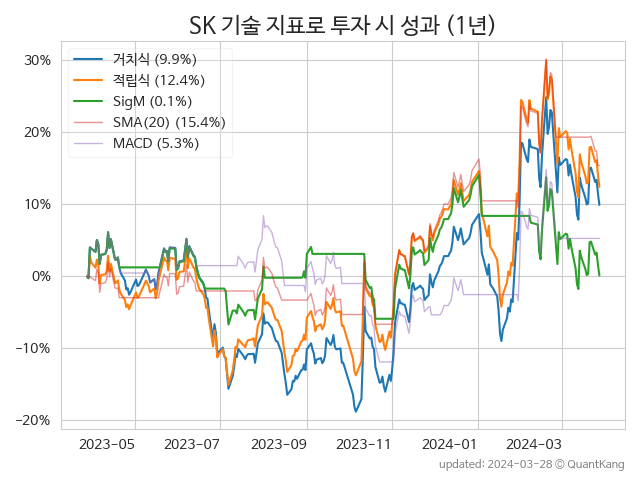 SK 기술 지표로 투자 시 성과 (1년)
30%
20%
10%
0%
−10%
−20%
거치식 (9.9%)
적립식 (12.4%)
SigM (0.1%)
SMA(20) (15.4%)
MACD (5.3%)
2023-05 2023-07 2023-09 2023-11 2024-01 2024-03
updated: 2024-03-28 © QuantKang